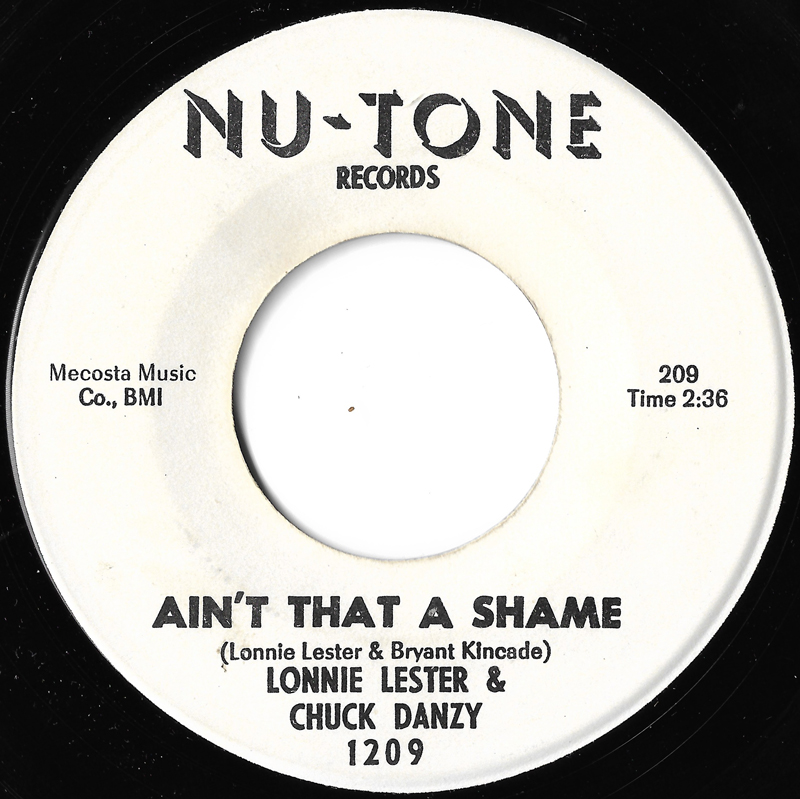 NU-TONE
RECORDS
Mecosta Music
Co., BMI
209
Time 2:36
AIN'T THAT A SHAME
(Lonnie Lester & Bryant Kincade)
LONNIE LESTER &
CHUCK DANZY
1209